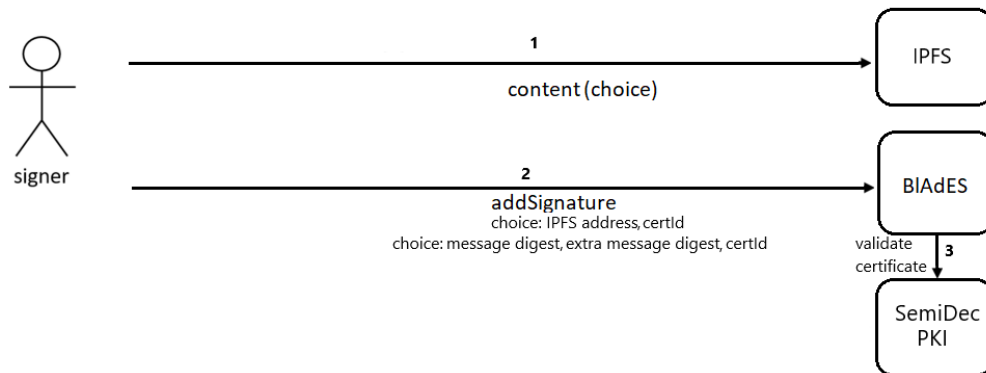 1
IPFS
content (choice)
signer
2
BlAdES
addSignature
choice: IPFS address, certId
choice: message digest, extra message digest, certId
validate
certificate
3
SemiDec
PKI